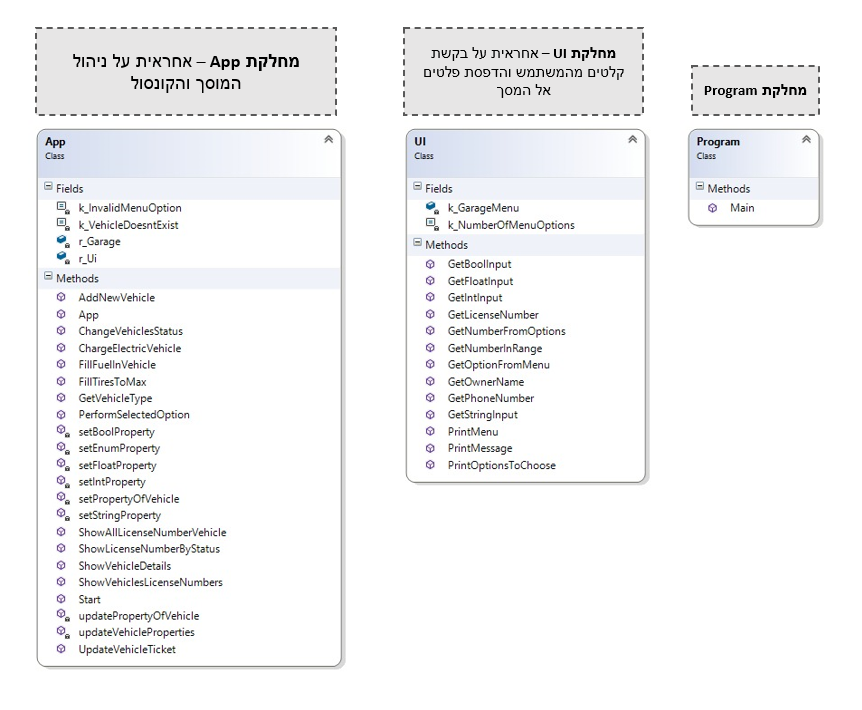 מחלקת App – אחראית על ניהול
המוסך והקונסול
App
Class
Fields
k_InvalidMenuOption
k_VehicleDoesntExist
r_Garage
r_Ui
Methods
AddNewVehicle
App
ChangeVehiclesStatus
ChargeElectricVehicle
FillFuelInVehicle
FillTiresToMax
GetVehicleType
PerformSelectedOption
setBoolProperty
setEnumProperty
setFloatProperty
setIntProperty
setPropertyOfVehicle
setStringProperty
ShowAllLicenseNumberVehicle
ShowLicenseNumberByStatus
ShowVehicleDetails
ShowVehiclesLicenseNumbers
Start
updatePropertyOfVehicle
updateVehicleProperties
UpdateVehicleTicket
מחלקת UI – אחראית על בקשת
קלטים מהמשתמש והדפסת פלטים
אל המסך
UI
Class
Fields
k_GarageMenu
k_NumberOfMenuOptions
Methods
GetBoolInput
GetFloatInput
GetIntInput
GetLicenseNumber
GetNumberFromOptions
GetNumberInRange
GetOptionFromMenu
GetOwnerName
GetPhoneNumber
GetStringInput
PrintMenu
PrintMessage
PrintOptionsToChoose
מחלקת Program
Program
Class
Methods
Main